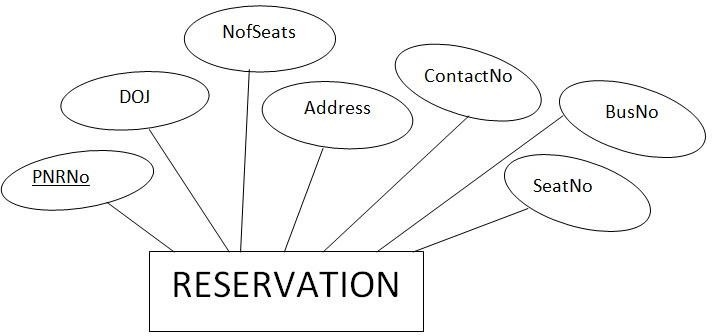 NofSeats
ContactNo
DOJ
Address
BusNo
PNRNo
SeatNo
RESERVATION